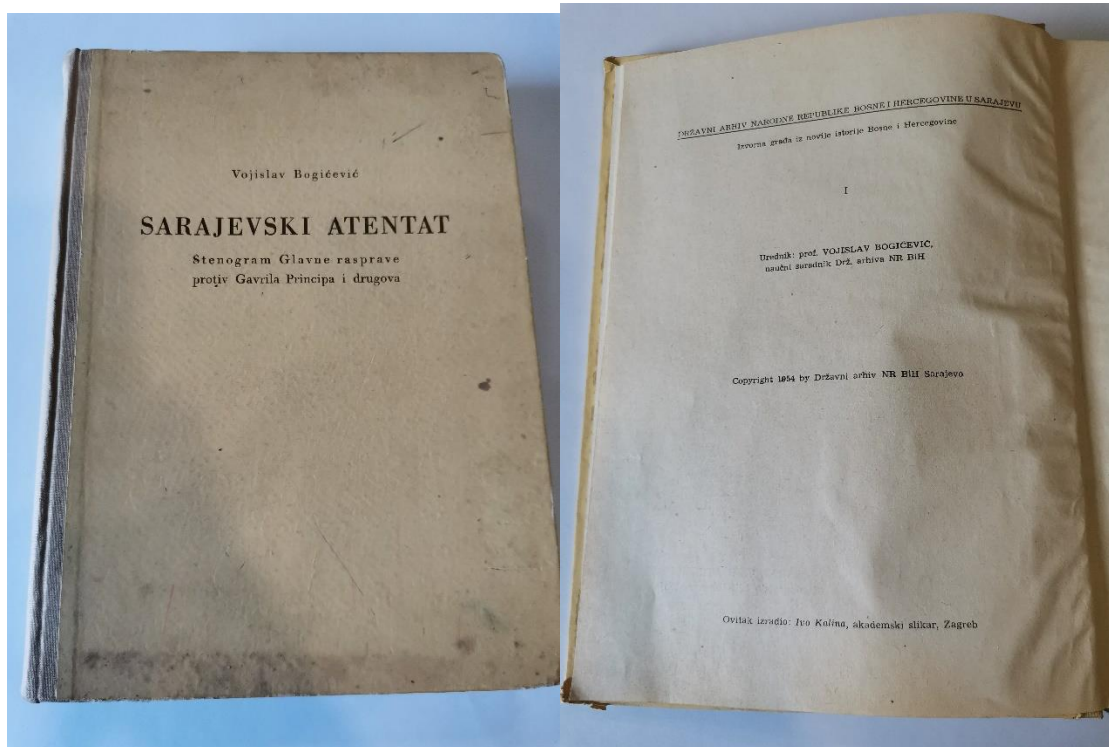 Vojislav Bogićević
SARAJEVSKI ATENTAT
Stenogram Glavne rasprave
protiv Gavrila Principa i drugova
DRŽAVNI ARHIV NARODNE REPUBLIKE BOSNE I HERCEGOVINE U SARAJEVU
Izvorna građa iz novije istorije Bosne i Hercegovine
I
Urednik: prof. VOJISLAV BOGIĆEVIĆ,
naučni suradnik Drž. arhiva NR BiH
Copyright 1954 by Državni arhiv NR BiH Sarajevo
Ovitak izradio: Ivo Kalina, akademski slikar, Zagreb